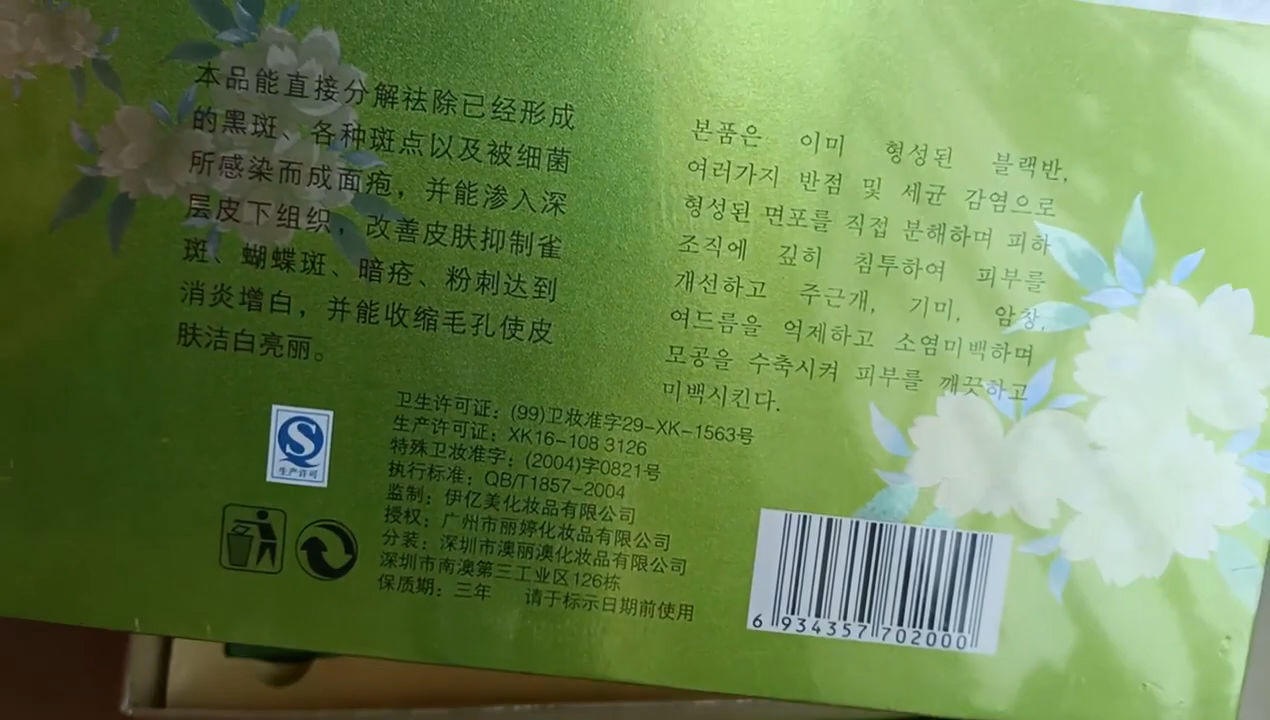 本品能直接分解祛除已经形成
的黑斑、各种斑点以及被细菌
所感染而成面疱，并能渗入深
层皮下组织，改善皮肤抑制雀
斑、蝴蝶斑、暗疮、粉刺达到
消炎增白，并能收缩毛孔使皮
肤洁白亮丽。
본품은 이미 형성된 블랙반,
여러가지 반점 및 세균 감염으로
형성된 면포를 직접 분해하며 피하
조직에 깊히 침투하여 피부를
개선하고 주근개, 기미, 암창,
여드름을 억제하고 소염미백하며
모공을 수축시켜 피부를 깨끗하고
미백시킨다.
卫生许可证：(99)卫妆准字29-XK-1563号
生产许可证：XK16-108 3126
特殊卫妆准字：(2004)字0821号
执行标准：QB/T1857-2004
监制：伊亿美化妆品有限公司
授权：广州市丽婷化妆品有限公司
分装：深圳市澳丽澳化妆品有限公司
深圳市南澳第三工业区126栋
保质期：三年 请于标示日期前使用
生产许可
6 934357 702000